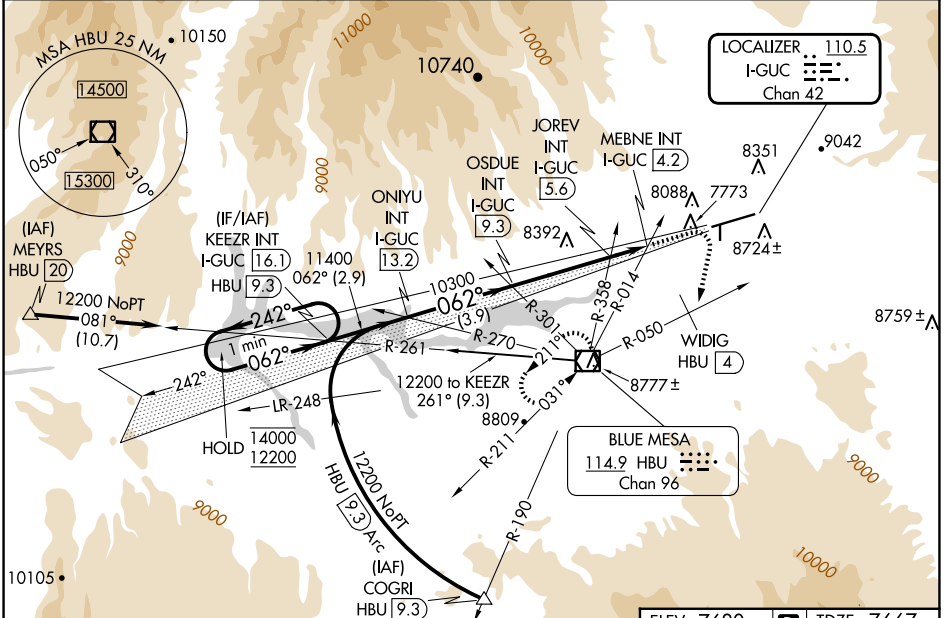 MSA HBU 25 NM
14500
050°
310°
15300
10150
11000
10740
10000
9000
LOCALIZER 110.5
I-GUC
Chan 42
9042
8351
MEBNE INT
I-GUC 4.2
8088
7773
8724±
JOREV
INT
I-GUC
5.6
OSDUE
INT
I-GUC
9.3
8392
ONIYU
INT
I-GUC
13.2
(IF/IAF)
KEEZR INT
I-GUC 16.1
HBU 9.3
11400
062° (2.9)
(IAF)
MEYRS
HBU 20
9000
12200 NoPT
081°
(10.7)
242°
1 min
062°
10300
062°
(3.9)
R-301
R-358
R-014
R-050
R-270
R-261
211°
WIDIG
HBU 4
8759±
242°
LR-248
12200 to KEEZR
261° (9.3)
031°
8777±
8809
R-211
HOLD
14000
12200
BLUE MESA
114.9 HBU
Chan 96
12200 NoPT
HBU 9.3 Arc
R-190
9000
9000
10000
10105
(IAF)
COGRI
HBU 9.3